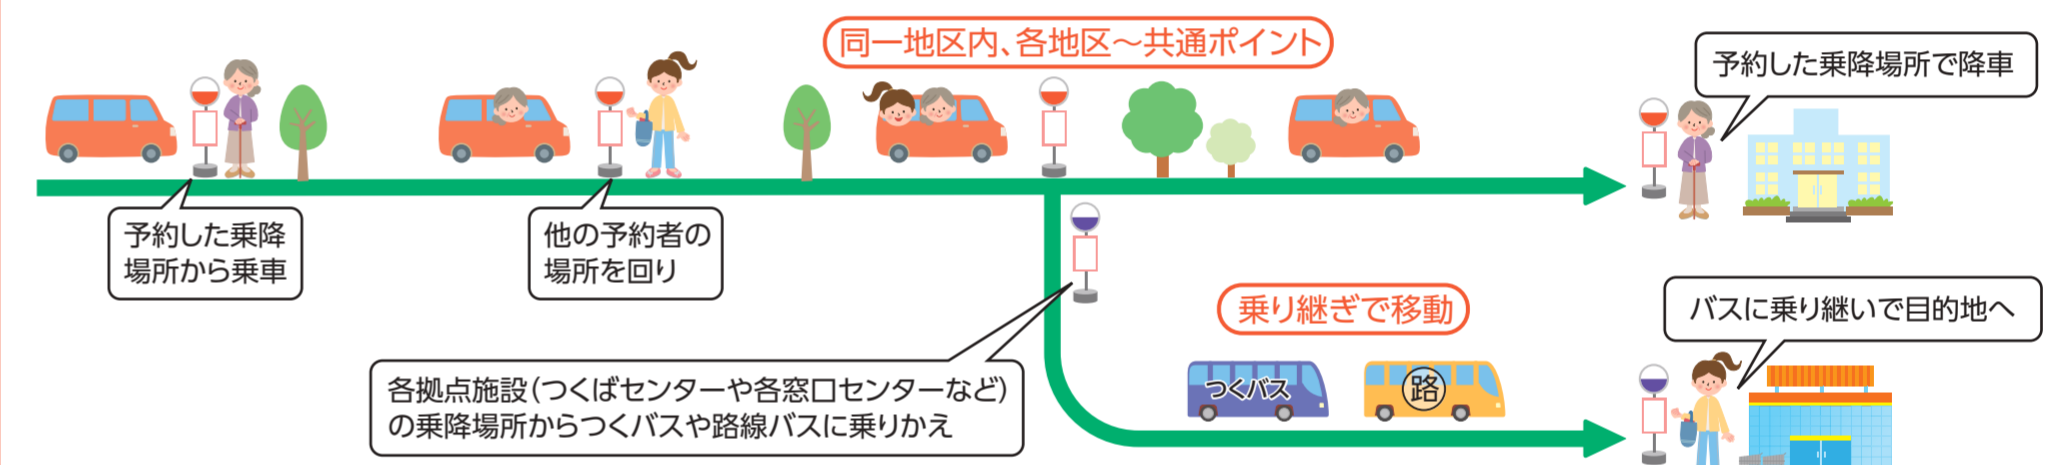 同一地区内、各地区～共通ポイント
予約した乗降場所で降車
予約した乗降
場所から乗車
他の予約者の
場所を回り
乗り継ぎで移動
バスに乗り継いで目的地へ
各拠点施設(つくばセンターや各窓口センターなど)
の乗降場所からつくバスや路線バスに乗りかえ
つくバス
路